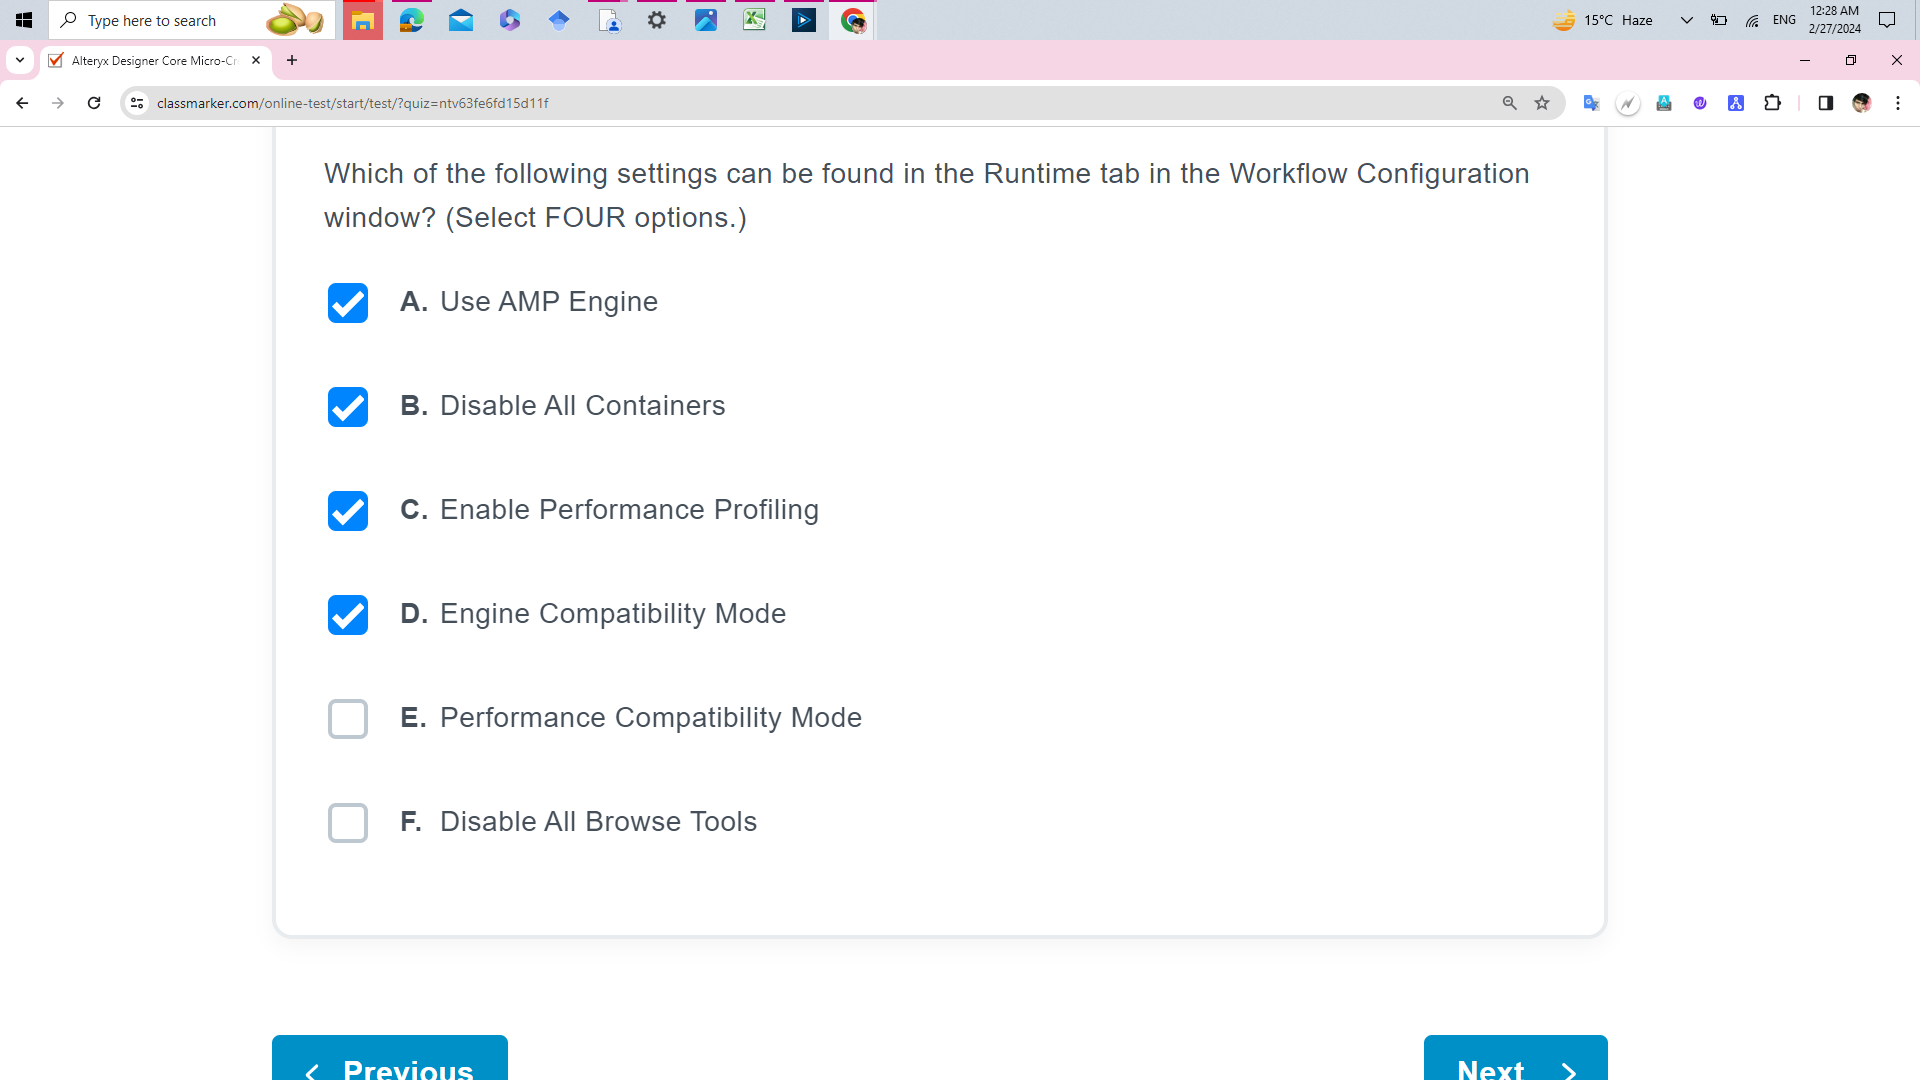 Type here to search
15°C Haze
ENG
12:28 AM
2/27/2024
Alteryx Designer Core Micro-Cr
classmarker.com/online-test/start/test/?quiz=ntv63fe6fd15d11f
Which of the following settings can be found in the Runtime tab in the Workflow Configuration
window? (Select FOUR options.)
A. Use AMP Engine
B. Disable All Containers
C. Enable Performance Profiling
D. Engine Compatibility Mode
E. Performance Compatibility Mode
F. Disable All Browse Tools
Previous
Next